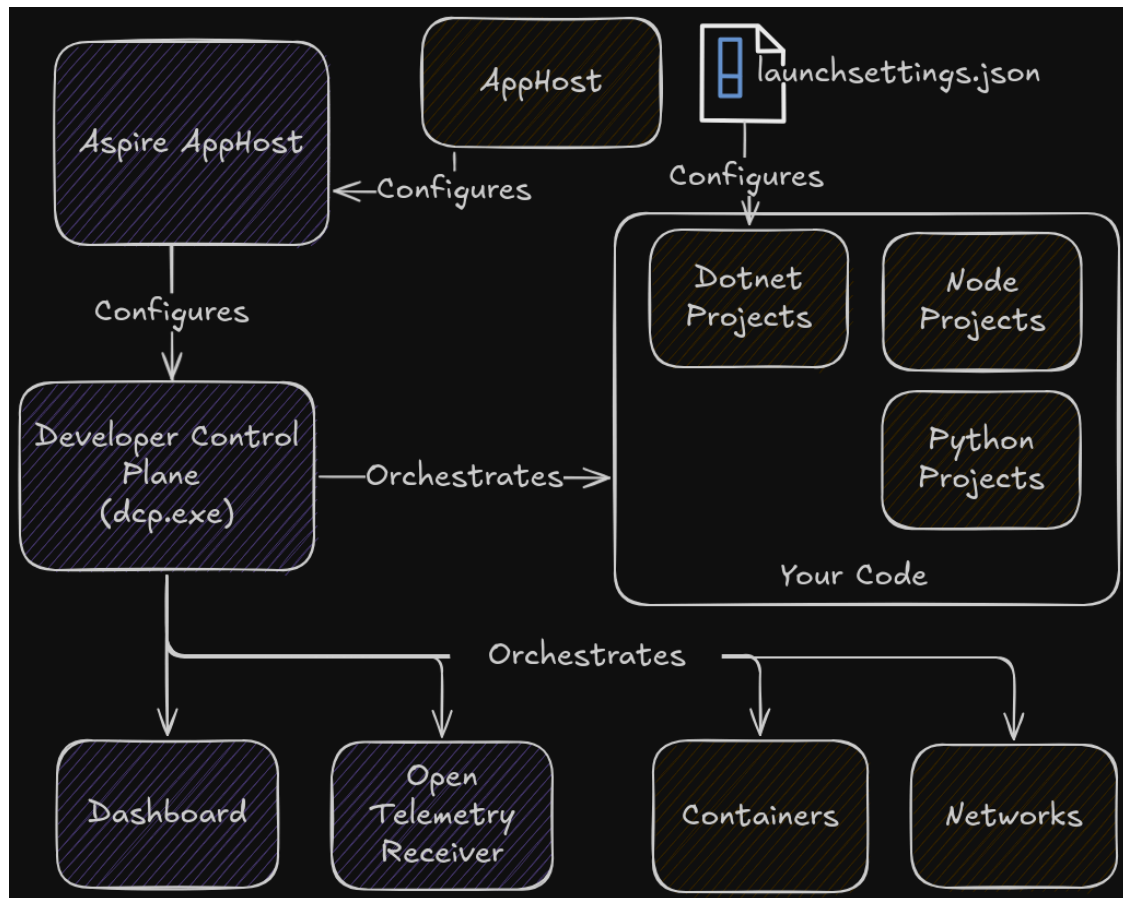 AppHost
launchsettings.json
Aspire AppHost
Configures
Configures
Dotnet
Projects
Node
Projects
Configures
Developer Control
Plane
(dcp.exe)
Orchestrates
Python
Projects
Your Code
Orchestrates
Dashboard
Open
Telemetry
Receiver
Containers
Networks